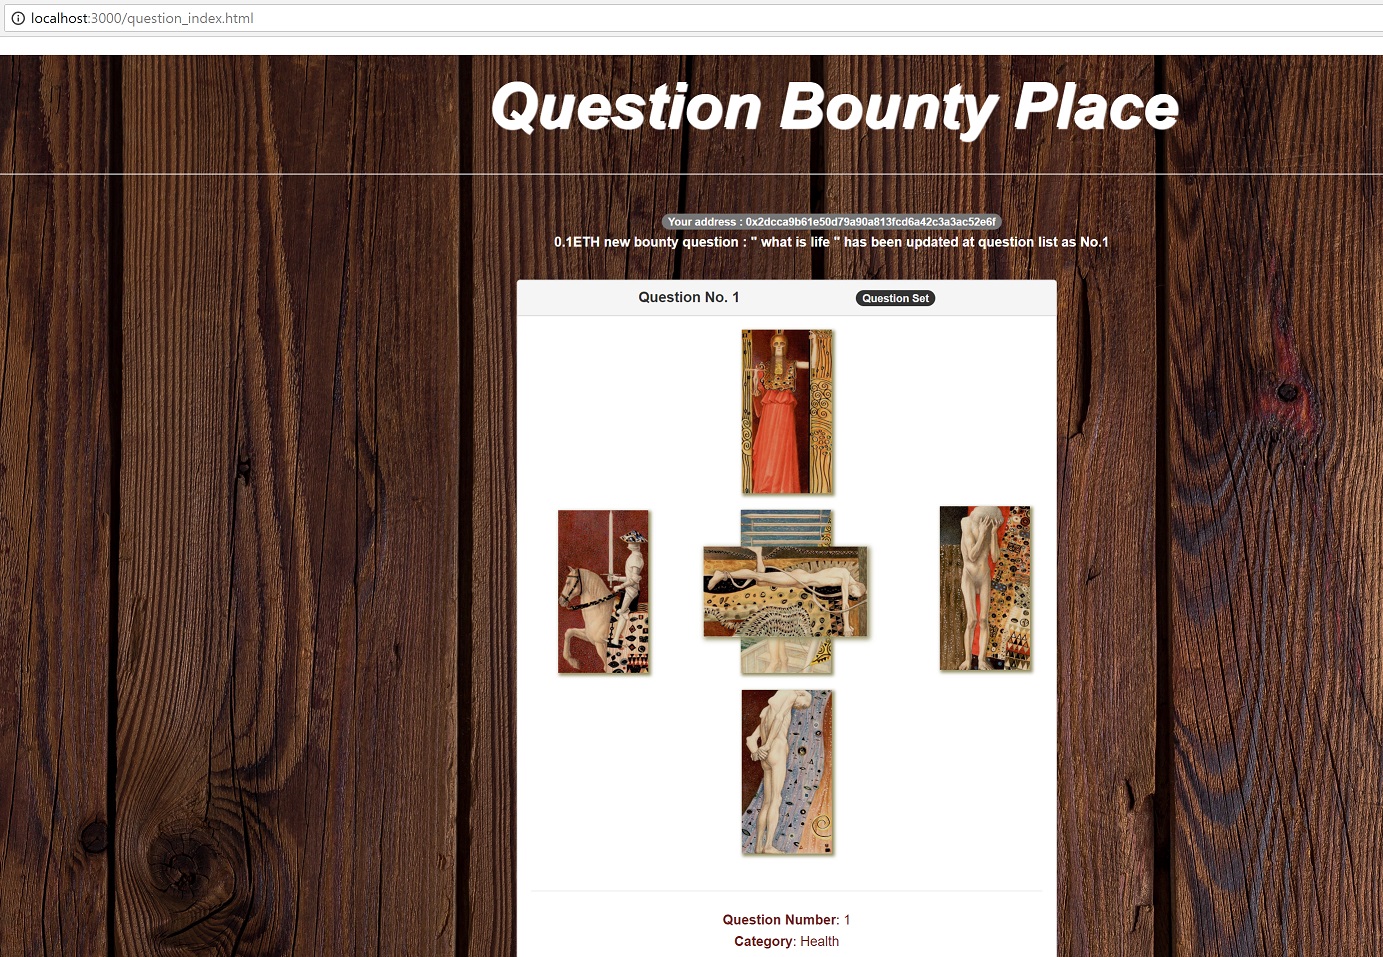 localhost:3000/question_index.html
Question Bounty Place
Your address : 0x2dcca9b61e50d79a90a813fcd6a42c3a3ac52e6f
0.1ETH new bounty question : " what is life " has been updated at question list as No.1
Question No. 1
Question Set
Question Number: 1
Category: Health